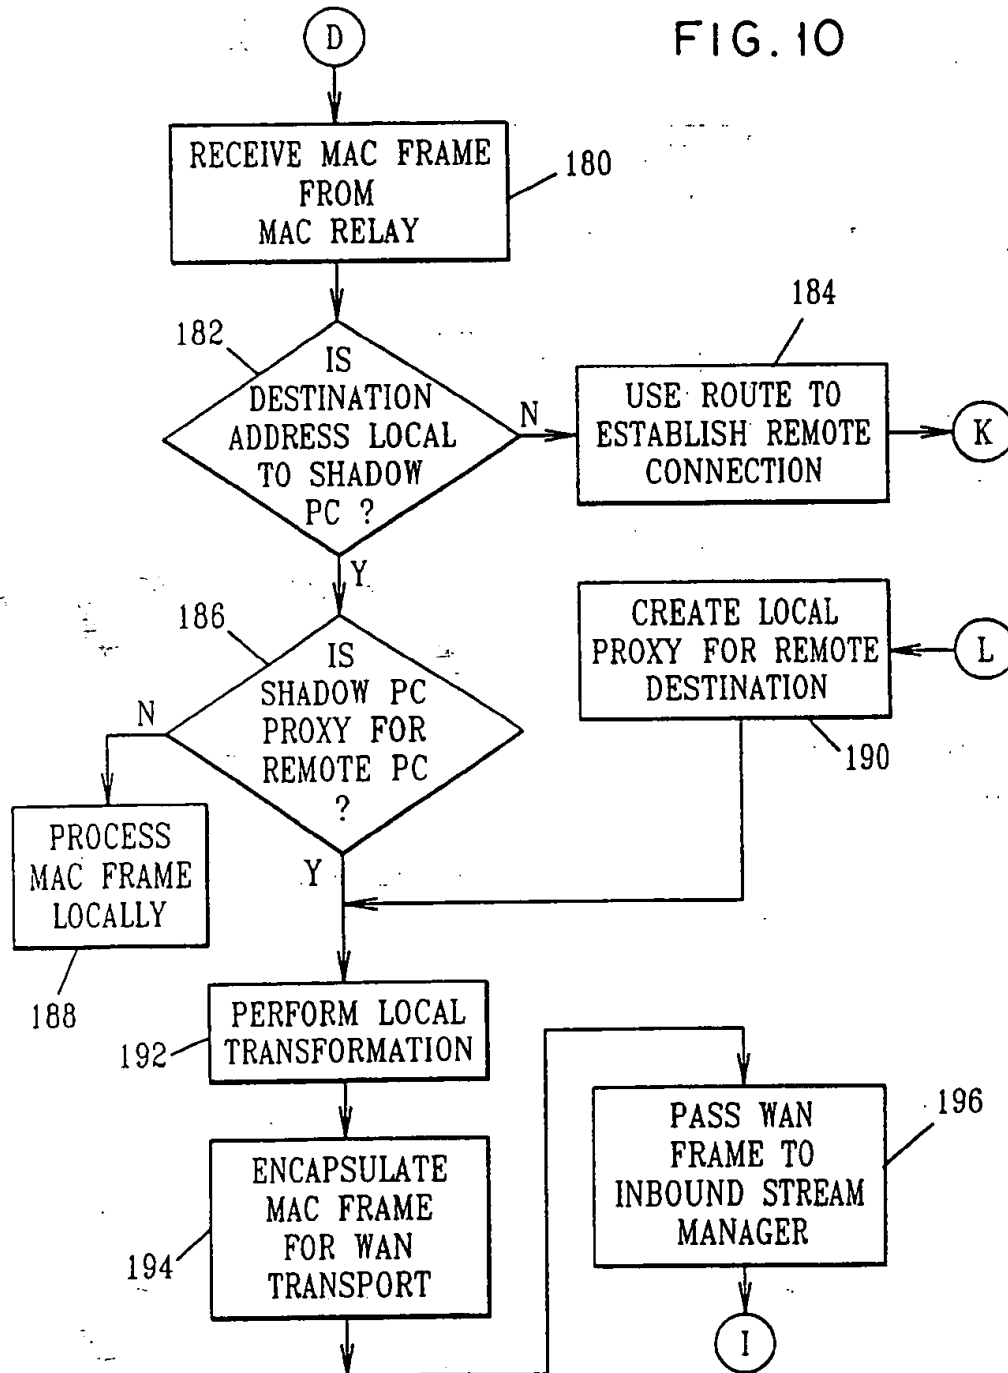 D
FIG. 10
RECEIVE MAC FRAME
FROM
MAC RELAY
180
182
IS
DESTINATION
ADDRESS LOCAL
TO SHADOW
PC ?
N
184
USE ROUTE TO
ESTABLISH REMOTE
CONNECTION
K
Y
186
IS
SHADOW PC
PROXY FOR
REMOTE PC
?
N
CREATE LOCAL
PROXY FOR REMOTE
DESTINATION
L
190
PROCESS
MAC FRAME
LOCALLY
188
Y
PERFORM LOCAL
TRANSFORMATION
192
ENCAPSULATE
MAC FRAME
FOR WAN
TRANSPORT
194
PASS WAN
FRAME TO
INBOUND STREAM
MANAGER
196
I